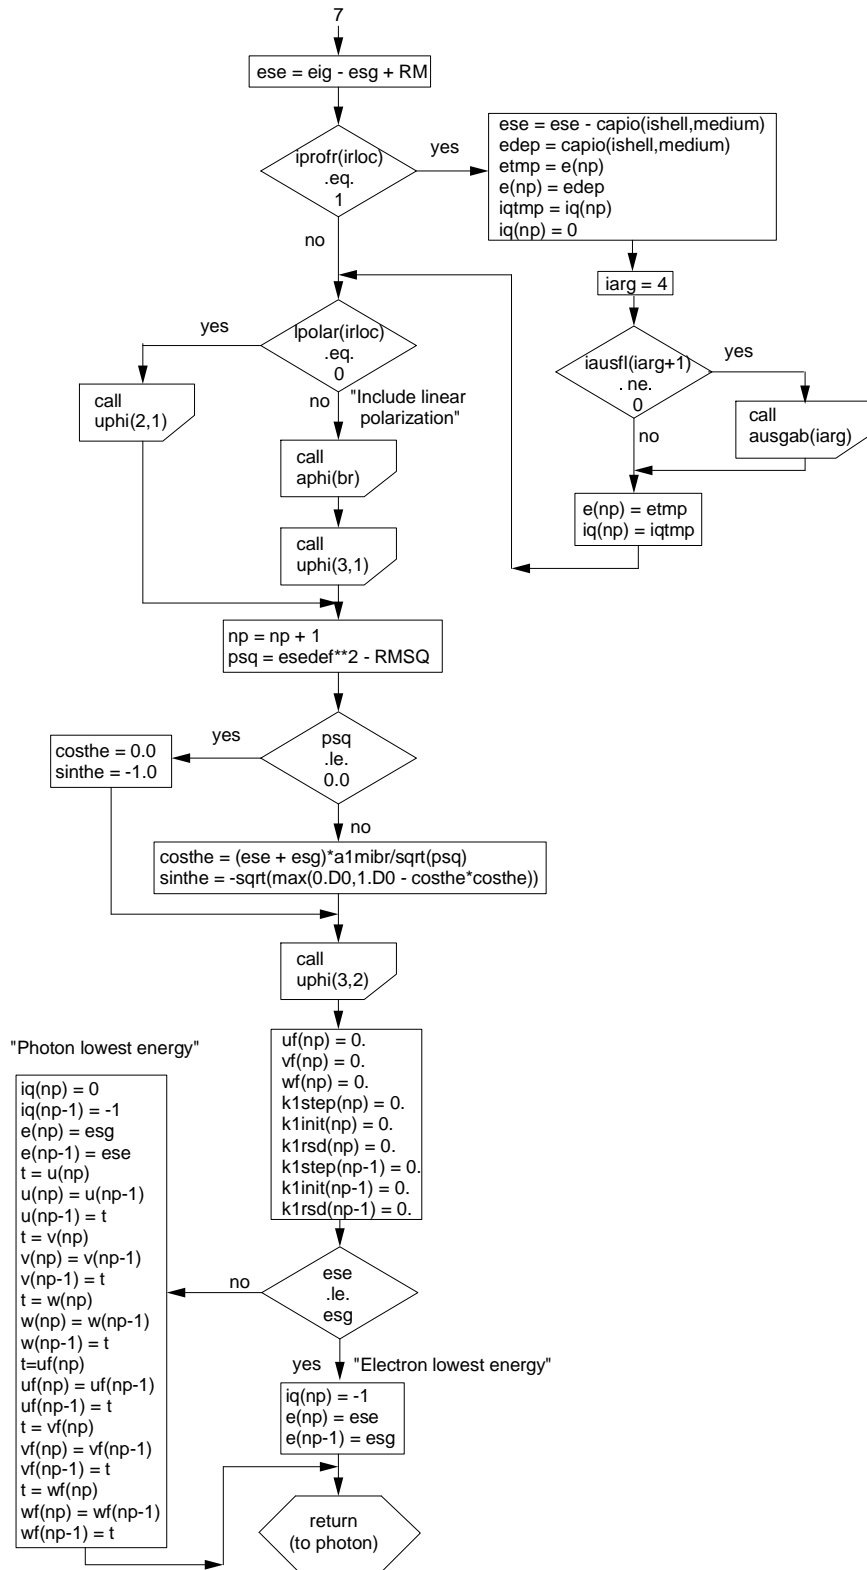 7
ese = eig - esg + RM
iprofr(irloc)
.eq.
1
yes
no
ese = ese - capio(ishell,medium)
edep = capio(ishell,medium)
etmp = e(np)
e(np) = edep
iqtmp = iq(np)
iq(np) = 0
iarg = 4
iausfl(iarg+1)
. ne.
0
yes
no
call
ausgab(iarg)
e(np) = etmp
iq(np) = iqtmp
lpolar(irloc)
.eq.
0
yes
no
"Include linear
polarization"
call
uphi(2,1)
call
aphi(br)
call
uphi(3,1)
np = np + 1
psq = esedef**2 - RMSQ
psq
.le.
0.0
yes
no
costhe = 0.0
sinthe = -1.0
costhe = (ese + esg)*a1mibr/sqrt(psq)
sinthe = -sqrt(max(0.D0,1.D0 - costhe*costhe))
call
uphi(3,2)
uf(np) = 0.
vf(np) = 0.
wf(np) = 0.
k1step(np) = 0.
k1init(np) = 0.
k1rsd(np) = 0.
k1step(np-1) = 0.
k1init(np-1) = 0.
k1rsd(np-1) = 0.
ese
.le.
esg
no
yes
"Photon lowest energy"
iq(np) = 0
iq(np-1) = -1
e(np) = esg
e(np-1) = ese
t = u(np)
u(np) = u(np-1)
u(np-1) = t
t = v(np)
v(np) = v(np-1)
v(np-1) = t
t = w(np)
w(np) = w(np-1)
w(np-1) = t
t=uf(np)
uf(np) = uf(np-1)
uf(np-1) = t
t = vf(np)
vf(np) = vf(np-1)
vf(np-1) = t
t = wf(np)
wf(np) = wf(np-1)
wf(np-1) = t
"Electron lowest energy"
iq(np) = -1
e(np) = ese
e(np-1) = esg
return
(to photon)